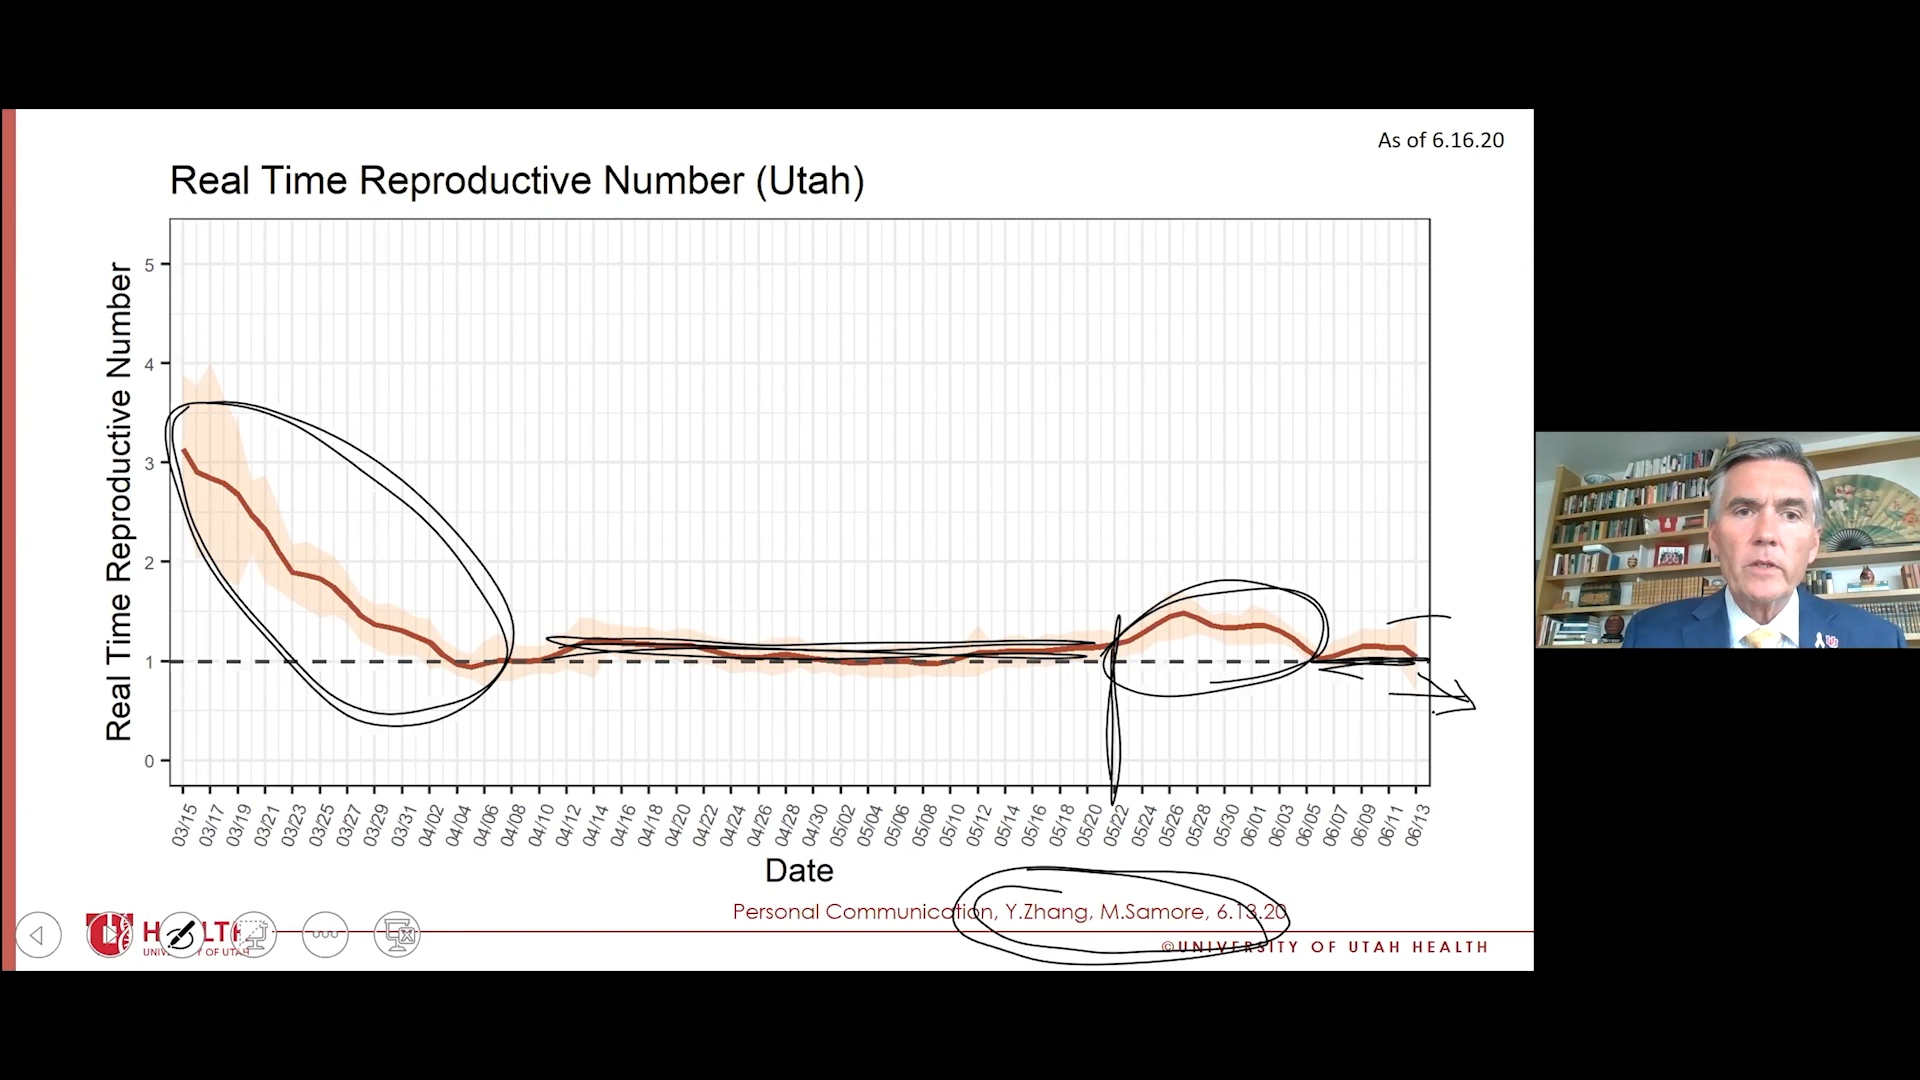 As of 6.16.20
Real Time Reproductive Number (Utah)
Real Time Reproductive Number
5
4
3
2
1
0
03/15 03/17 03/19 03/21 03/23 03/25 03/27 03/29 03/31 04/02 04/04 04/06 04/08 04/10 04/12 04/14 04/16 04/18 04/20 04/22 04/24 04/26 04/28 04/30 05/02 05/04 05/06 05/08 05/10 05/12 05/14 05/16 05/18 05/20 05/22 05/24 05/26 05/28 05/30 06/01 06/03 06/05 06/07 06/09 06/11 06/13
Date
Personal Communication, Y.Zhang, M.Samore, 6.13.20
HEALTH
UNIVERSITY OF UTAH
©UNIVERSITY OF UTAH HEALTH